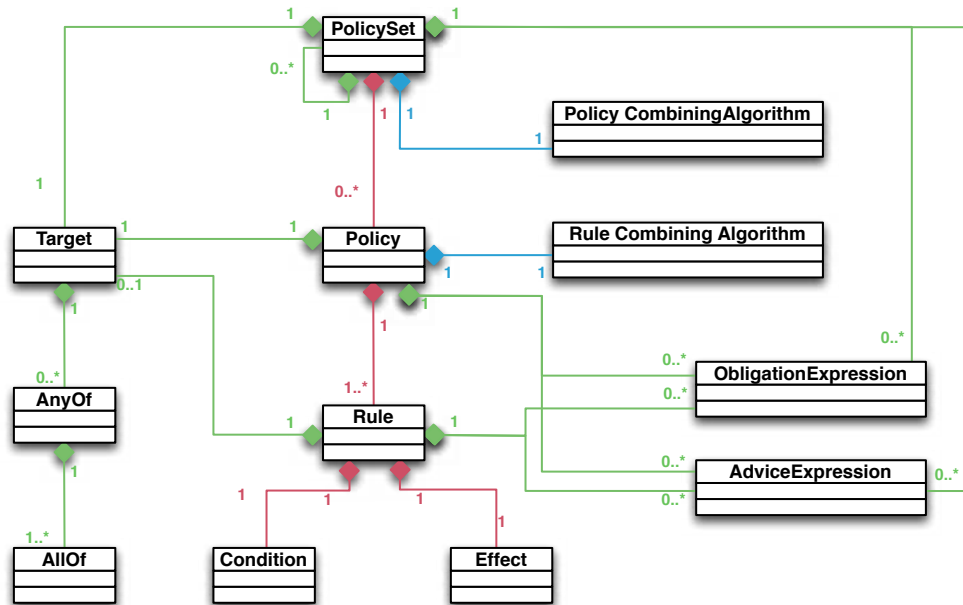 1
1
PolicySet
0..*
1
1
1
Policy CombiningAlgorithm
1
0..*
1
Target
1
1
Policy
Rule Combining Algorithm
1
1
0..1
1
1
1
0..*
0..*
ObligationExpression
0..*
1..*
0..*
AnyOf
1
Rule
1
1
0..*
AdviceExpression
0..*
0..*
1
1
1
1
1..*
AllOf
Condition
Effect